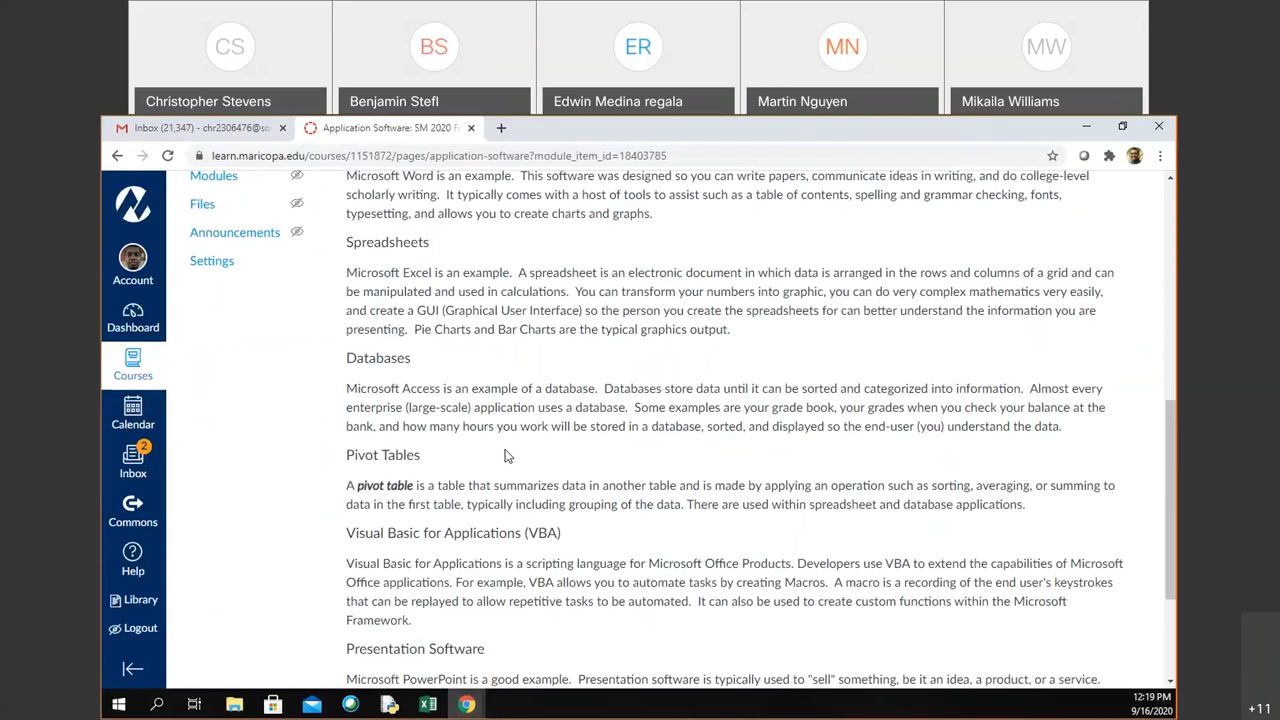 CS
BS
ER
MN
MW
Christopher Stevens
Benjamin Stefl
Edwin Medina regala
Martin Nguyen
Mikaila Williams
Inbox (21,347) - chr2306476@so
Application Software: SM 2020 F
learn.maricopa.edu/courses/1151872/pages/application-software?module_item_id=18403785
Account
Dashboard
Courses
Calendar
2
Inbox
Commons
Help
Library
Logout
Modules
Files
Announcements
Settings
Microsoft Word is an example. This software was designed so you can write papers, communicate ideas in writing, and do college-level
scholarly writing. It typically comes with a host of tools to assist such as a table of contents, spelling and grammar checking, fonts,
typesetting, and allows you to create charts and graphs.
Spreadsheets
Microsoft Excel is an example. A spreadsheet is an electronic document in which data is arranged in the rows and columns of a grid and can
be manipulated and used in calculations. You can transform your numbers into graphic, you can do very complex mathematics very easily,
and create a GUI (Graphical User Interface) so the person you create the spreadsheets for can better understand the information you are
presenting. Pie Charts and Bar Charts are the typical graphics output.
Databases
Microsoft Access is an example of a database. Databases store data until it can be sorted and categorized into information. Almost every
enterprise (large-scale) application uses a database. Some examples are your grade book, your grades when you check your balance at the
bank, and how many hours you work will be stored in a database, sorted, and displayed so the end-user (you) understand the data.
Pivot Tables
A pivot table is a table that summarizes data in another table and is made by applying an operation such as sorting, averaging, or summing to
data in the first table, typically including grouping of the data. There are used within spreadsheet and database applications.
Visual Basic for Applications (VBA)
Visual Basic for Applications is a scripting language for Microsoft Office Products. Developers use VBA to extend the capabilities of Microsoft
Office applications. For example, VBA allows you to automate tasks by creating Macros. A macro is a recording of the end user's keystrokes
that can be replayed to allow repetitive tasks to be automated. It can also be used to create custom functions within the Microsoft
Framework.
Presentation Software
Microsoft PowerPoint is a good example. Presentation software is typically used to "sell" something, be it an idea, a product, or a service.
12:19 PM
9/16/2020
+11